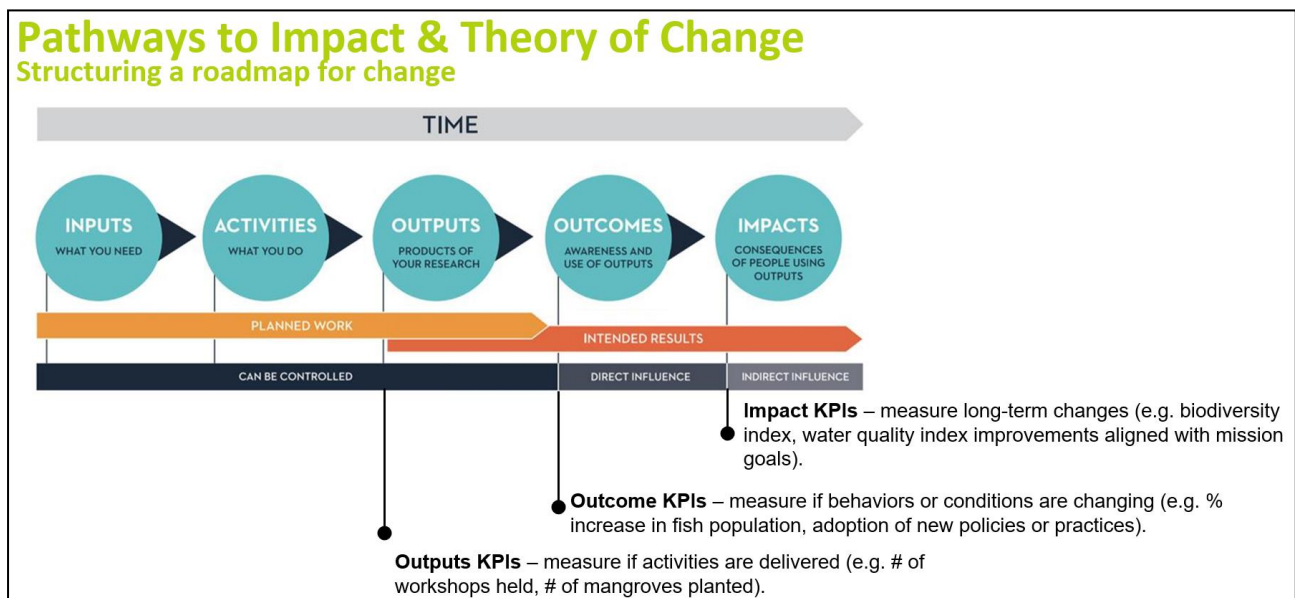 Pathways to Impact & Theory of Change
Structuring a roadmap for change
TIME
INPUTS
WHAT YOU NEED
ACTIVITIES
WHAT YOU DO
OUTPUTS
PRODUCTS OF
YOUR RESEARCH
OUTCOMES
AWARENESS AND
USE OF OUTPUTS
IMPACTS
CONSEQUENCES
OF PEOPLE USING
OUTPUTS
PLANNED WORK
INTENDED RESULTS
CAN BE CONTROLLED
DIRECT INFLUENCE
INDIRECT INFLUENCE
Impact KPIs – measure long-term changes (e.g. biodiversity
index, water quality index improvements aligned with mission
goals).
Outcome KPIs – measure if behaviors or conditions are changing (e.g. %
increase in fish population, adoption of new policies or practices).
Outputs KPIs – measure if activities are delivered (e.g. # of
workshops held, # of mangroves planted).